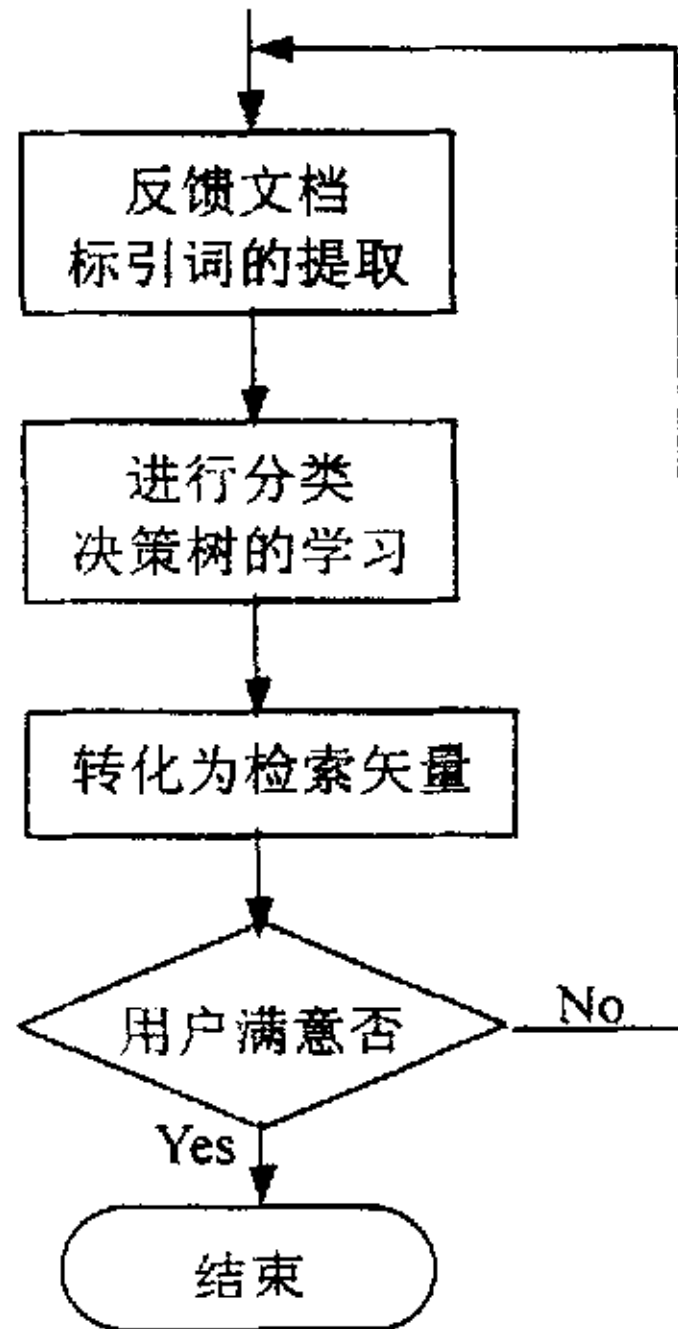 反馈文档
标引词的提取
进行分类
决策树的学习
转化为检索矢量
用户满意否
No
Yes
结束